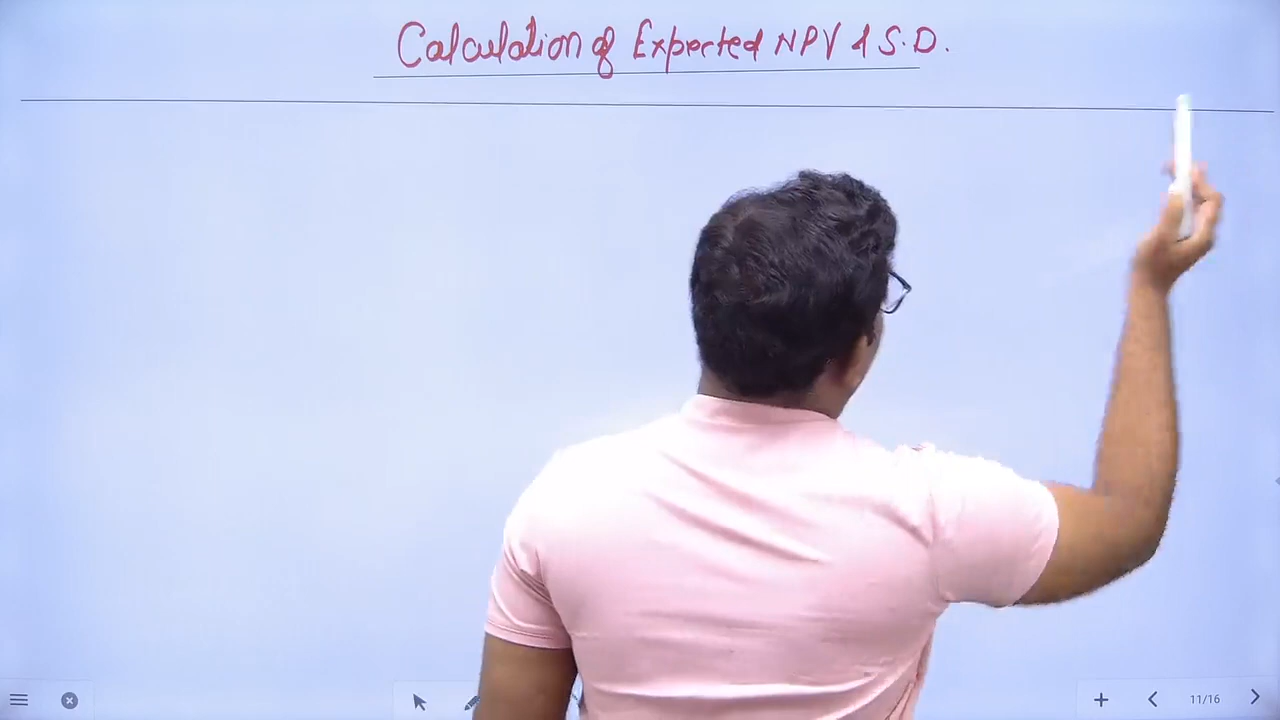 Calculation of Expected NPV & S.D.
11/16